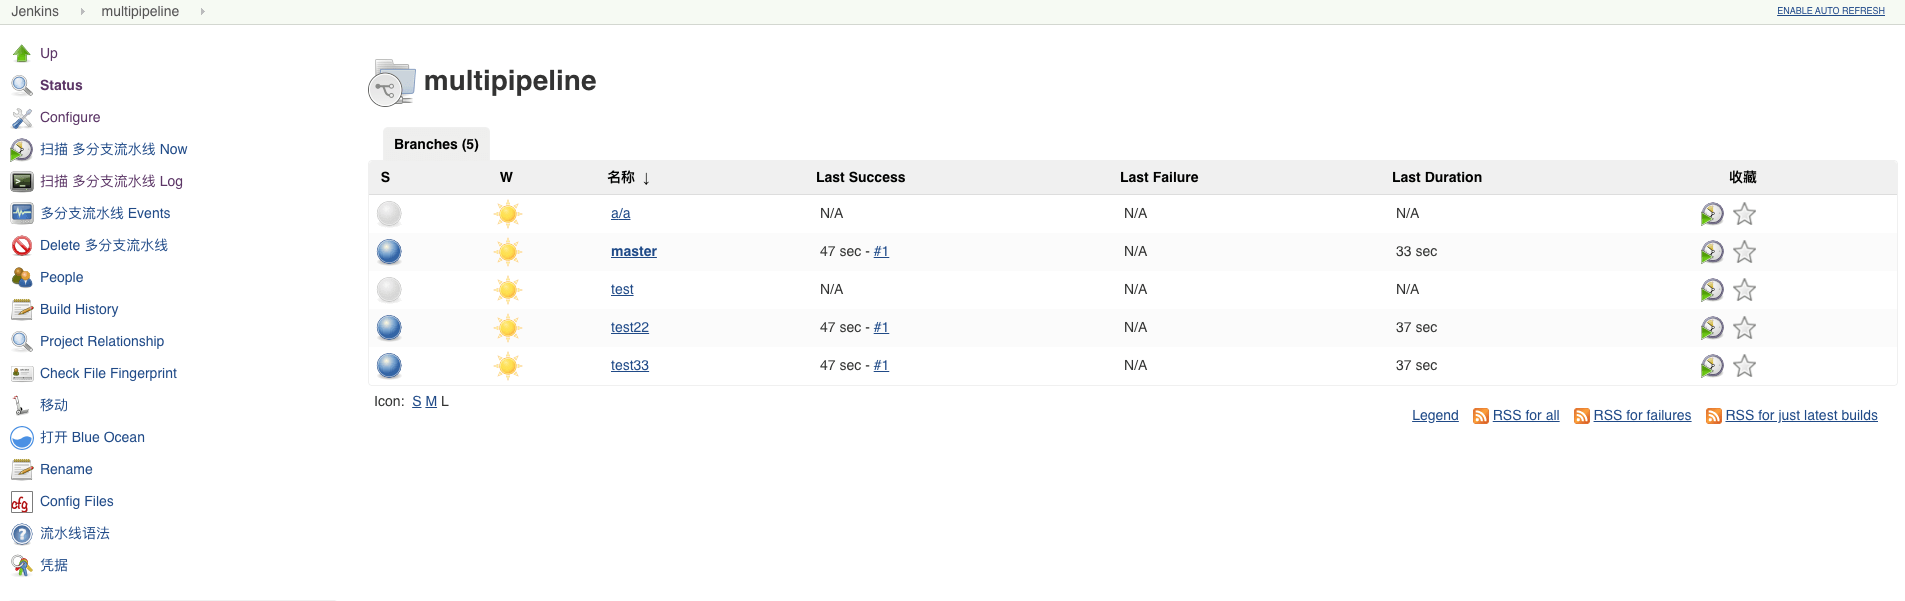 Jenkins multipipeline
ENABLE AUTO REFRESH
Up
Status
Configure
扫描 多分支流水线 Now
扫描 多分支流水线 Log
多分支流水线 Events
Delete 多分支流水线
People
Build History
Project Relationship
Check File Fingerprint
移动
打开 Blue Ocean
Rename
cfg Config Files
流水线语法
凭据
multipipeline
Branches (5)
S W 名称 ↓ Last Success Last Failure Last Duration 收藏
a/a N/A N/A N/A
master 47 sec - #1 N/A 33 sec
test N/A N/A N/A
test22 47 sec - #1 N/A 37 sec
test33 47 sec - #1 N/A 37 sec
Icon: S M L
Legend RSS for all RSS for failures RSS for just latest builds